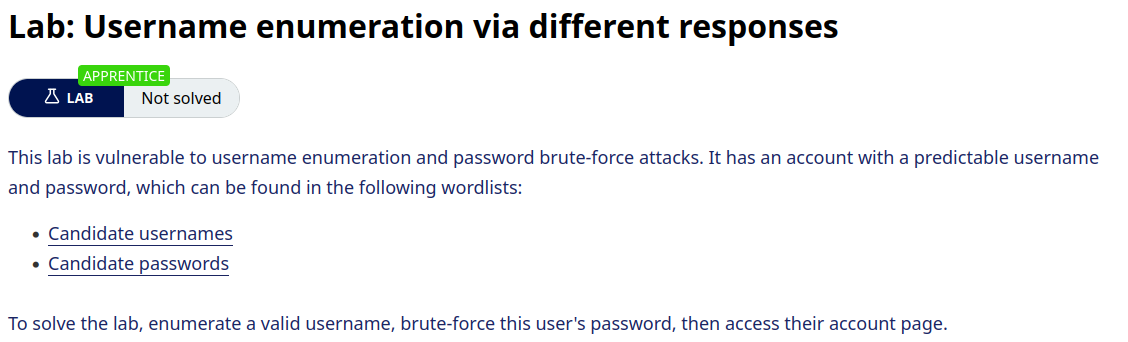 Lab: Username enumeration via different responses
APPRENTICE
LAB Not solved
This lab is vulnerable to username enumeration and password brute-force attacks. It has an account with a predictable username
and password, which can be found in the following wordlists:
• Candidate usernames
• Candidate passwords
To solve the lab, enumerate a valid username, brute-force this user's password, then access their account page.